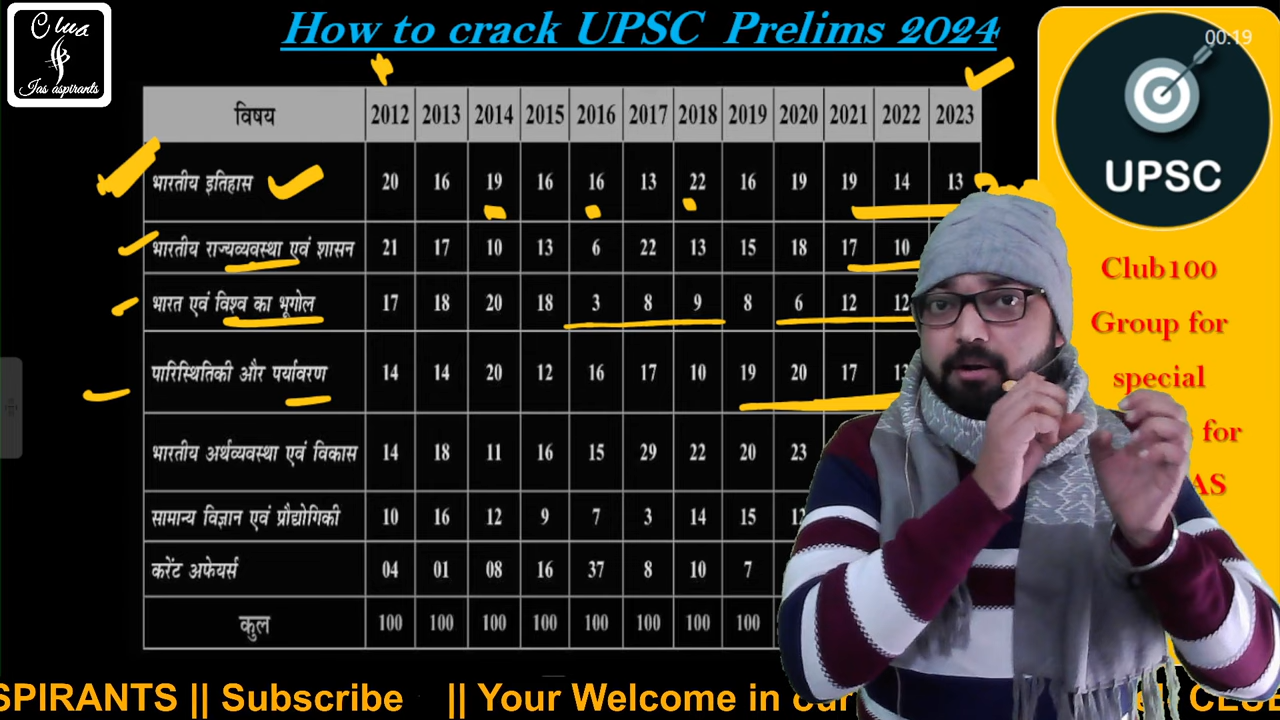 Clua
Ias aspirants
How to crack UPSC Prelims 2024
00:19
विषय 2012 2013 2014 2015 2016 2017 2018 2019 2020 2021 2022 2023
भारतीय इतिहास 20 16 19 16 16 13 22 16 19 19 14 13
भारतीय राज्यव्यवस्था एवं शासन 21 17 10 13 6 22 13 15 18 17 10
भारत एवं विश्व का भूगोल 17 18 20 18 3 8 9 8 6 12 12
पारिस्थितिकी और पर्यावरण 14 14 20 12 16 17 10 19 20 17
भारतीय अर्थव्यवस्था एवं विकास 14 18 11 16 15 29 22 20 23
सामान्य विज्ञान एवं प्रौद्योगिकी 10 16 12 9 7 3 14 15
करेंट अफेयर्स 04 01 08 16 37 8 10 7
कुल 100 100 100 100 100 100 100 100
UPSC
Club100
Group for
special
for
SPIRANTS || Subscribe || Your Welcome in our